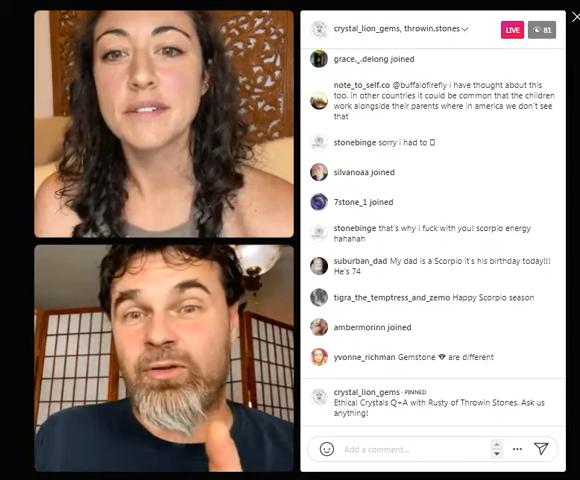 crystal_lion_gems, throwin.stones
LIVE
81
grace._.delong joined
note_to_self.co @buffalofirefly i have thought about this
too. in other countries it could be common that the children
work alongside their parents where in america we don't see
that
stonebinge sorry i had to
silvanoaa joined
7stone_1 joined
stonebinge that's why i fuck with you! scorpio energy
hahahah
suburban_dad My dad is a Scorpio it's his birthday today!!!
He's 74
tigra_the_temptress_and_zemo Happy Scorpio season
ambermorinn joined
yvonne_richman Gemstone 💎 are different
crystal_lion_gems · PINNED
Ethical Crystals Q+A with Rusty of Throwin Stones. Ask us
anything!
Add a comment...